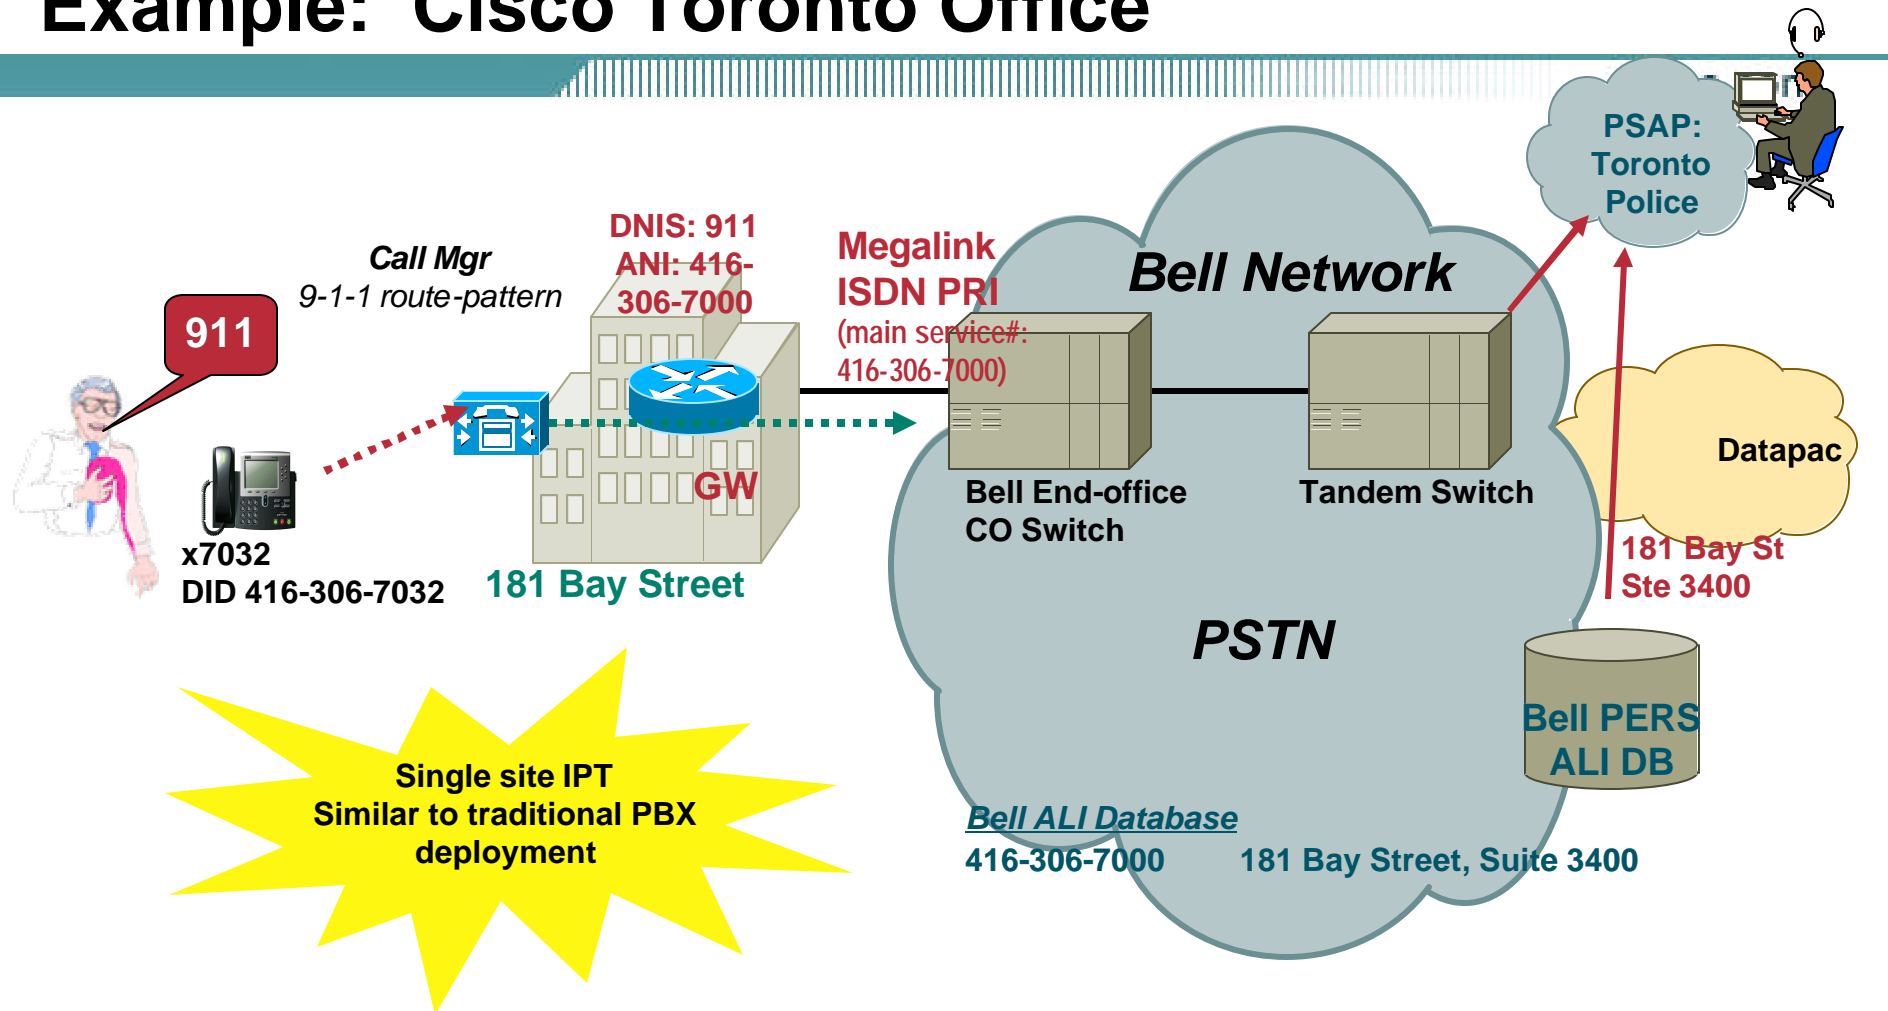 Example: Cisco Toronto Office
PSAP:
Toronto
Police
DNIS: 911
ANI: 416-
306-7000
Call Mgr
9-1-1 route-pattern
Megalink
ISDN PRI
(main service#:
416-306-7000)
Bell Network
911
GW
Datapac
Bell End-office
CO Switch
Tandem Switch
x7032
DID 416-306-7032
181 Bay Street
181 Bay St
Ste 3400
PSTN
Bell PERS
ALI DB
Single site IPT
Similar to traditional PBX
deployment
Bell ALI Database
416-306-7000 181 Bay Street, Suite 3400